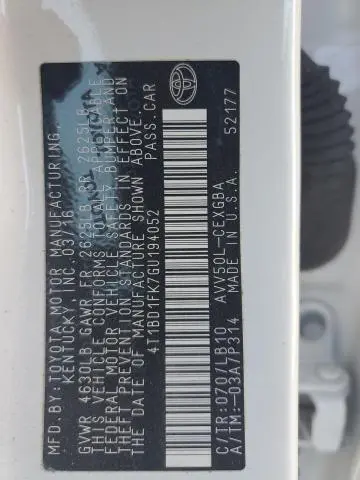 MFD. BY: TOYOTA MOTOR MANUFACTURING,
KENTUCKY, INC. 03/16
GVWR 4630LB GAWR FR 2625LB RR 2625LB
THIS VEHICLE CONFORMS TO ALL APPLICABLE
FEDERAL MOTOR VEHICLE SAFETY, BUMPER, AND
THEFT PREVENTION STANDARDS IN EFFECT ON
THE DATE OF MANUFACTURE SHOWN ABOVE.
4T1BD1FK7GU194052 PASS.CAR
C/TR: 070/LB10 AVV50L-CEXGBA
A/TM: -03A/P314 U.S.A. 52177